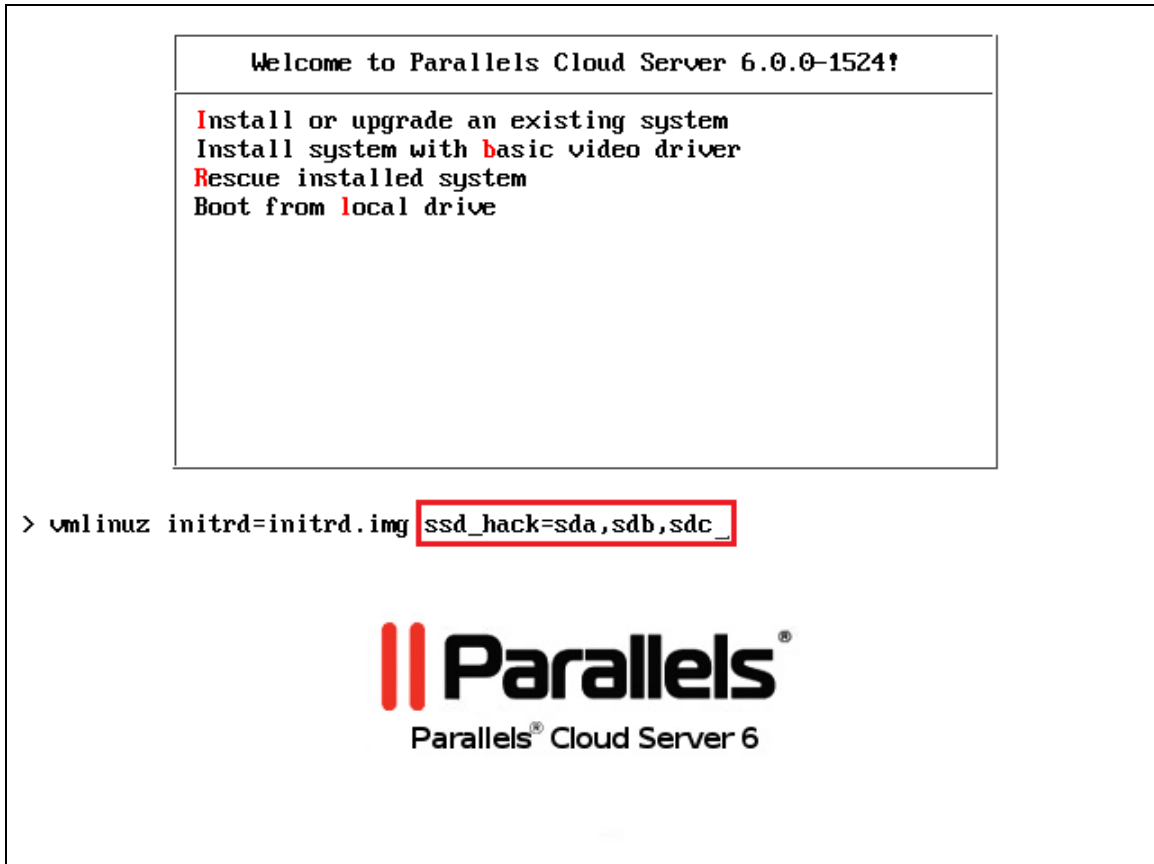 Welcome to Parallels Cloud Server 6.0.0-1524!
Install or upgrade an existing system
Install system with basic video driver
Rescue installed system
Boot from local drive
> vmlinuz initrd=initrd.img ssd_hack=sda,sdb,sdc_
Parallels®
Parallels® Cloud Server 6